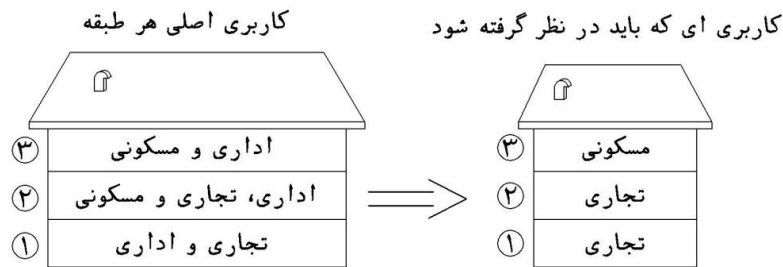 کاربری ای که باید در نظر گرفته شود
کاربری اصلی هر طبقه
مسکونی ۳
اداری و مسکونی ۳
تجاری ۲
اداری، تجاری و مسکونی ۲
تجاری ۱
تجاری و اداری ۱